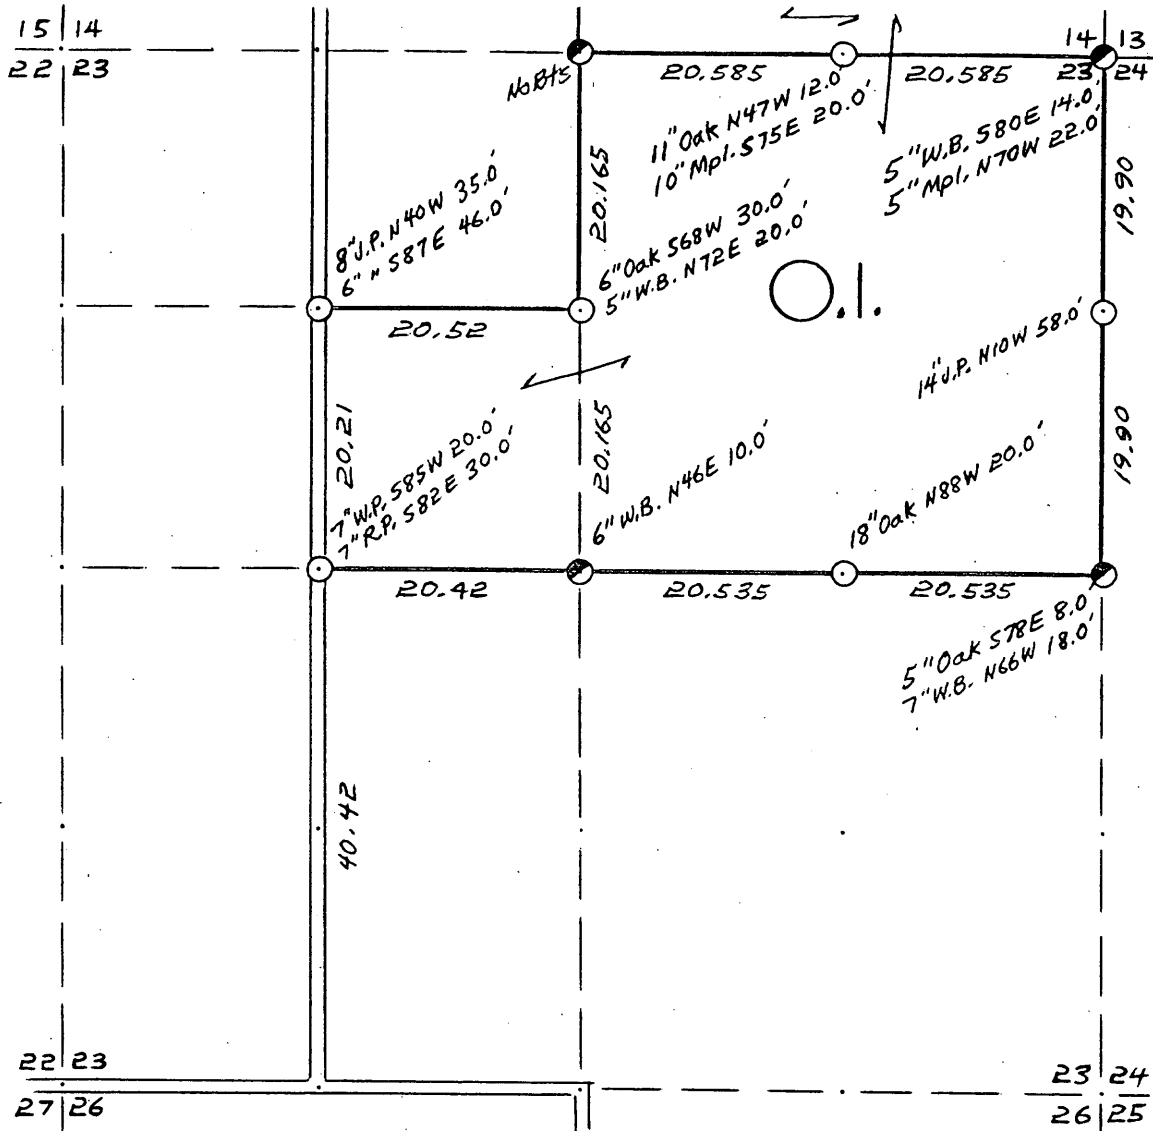 15 14
22 23
14 13
23 24
No Bts
20.585
20.585
11" Oak N47W 12.0'
10" Mpl. S75E 20.0'
5" W.B. S80E 14.0'
5" Mpl. N70W 22.0'
20.165
19.90
8" J.P. N40W 35.0'
6" " S87E 46.0'
6" Oak S68W 30.0'
5" W.B. N72E 20.0'
O.I.
20.52
14" J.P. N10W 58.0'
20.21
20.165
19.90
7" W.P. S85W 20.0'
7" R.P. S82E 30.0'
6" W.B. N46E 10.0'
18" Oak N88W 20.0'
20.42
20.535
20.535
5" Oak S78E 8.0'
7" W.B. N66W 18.0'
40.42
22 23
27 26
23 24
26 25